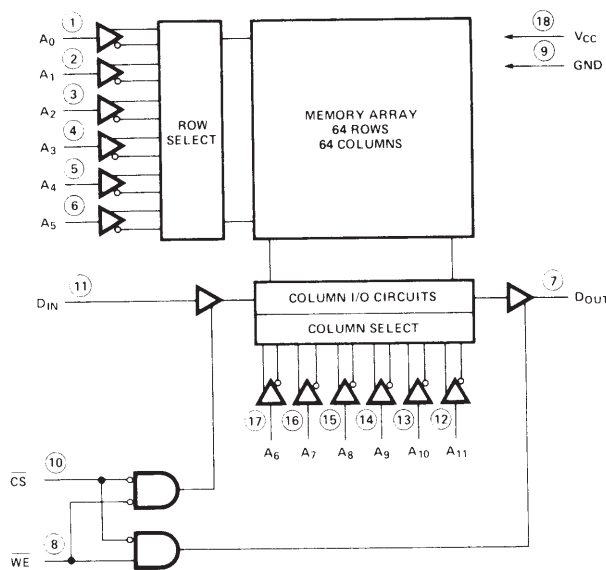 1
A0
2
A1
3
A2
4
A3
5
A4
6
A5
ROW
SELECT
MEMORY ARRAY
64 ROWS
64 COLUMNS
18
VCC
9
GND
11
DIN
COLUMN I/O CIRCUITS
COLUMN SELECT
7
DOUT
17 16 15 14 13 12
A6 A7 A8 A9 A10 A11
10
C̅S̅
8
W̅E̅